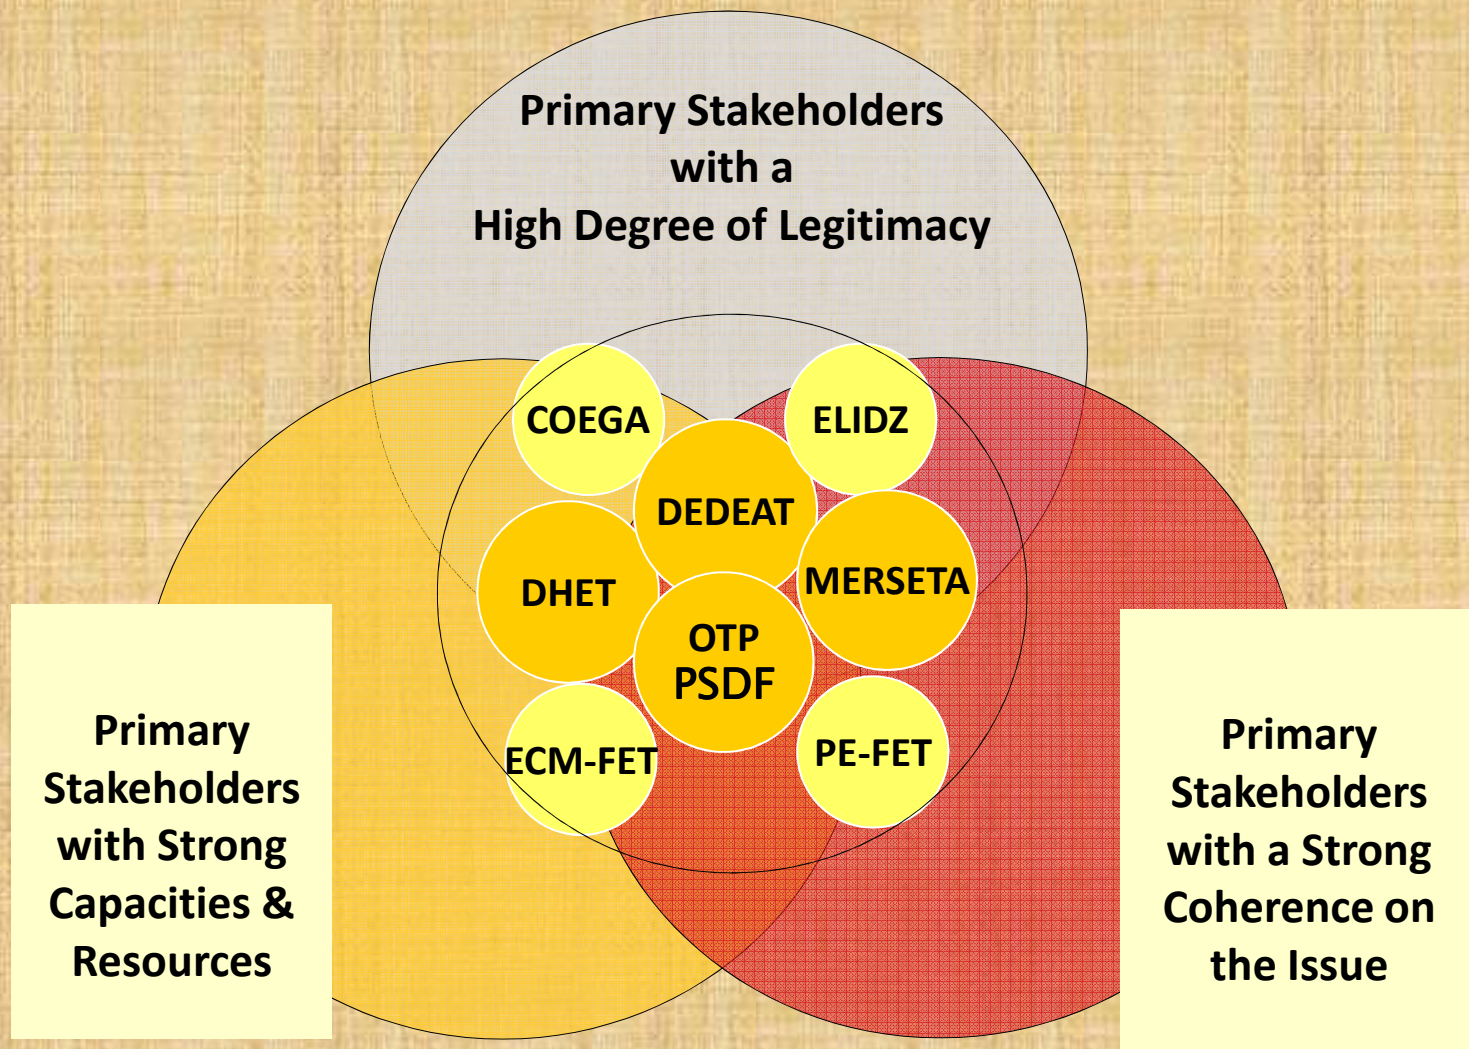 Primary Stakeholders
with a
High Degree of Legitimacy
COEGA
ELIDZ
DEDEAT
DHET
MERSETA
OTP
PSDF
ECM-FET
PE-FET
Primary
Stakeholders
with Strong
Capacities &
Resources
Primary
Stakeholders
with a Strong
Coherence on
the Issue